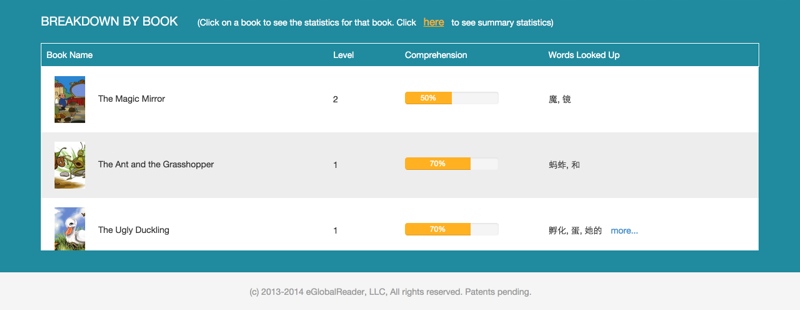 BREAKDOWN BY BOOK (Click on a book to see the statistics for that book. Click here to see summary statistics)
Book Name Level Comprehension Words Looked Up
The Magic Mirror 2 50% 魔, 镜
The Ant and the Grasshopper 1 70% 蚂蚱, 和
The Ugly Duckling 1 70% 孵化, 蛋, 她的 more...
(c) 2013-2014 eGlobalReader, LLC, All rights reserved. Patents pending.